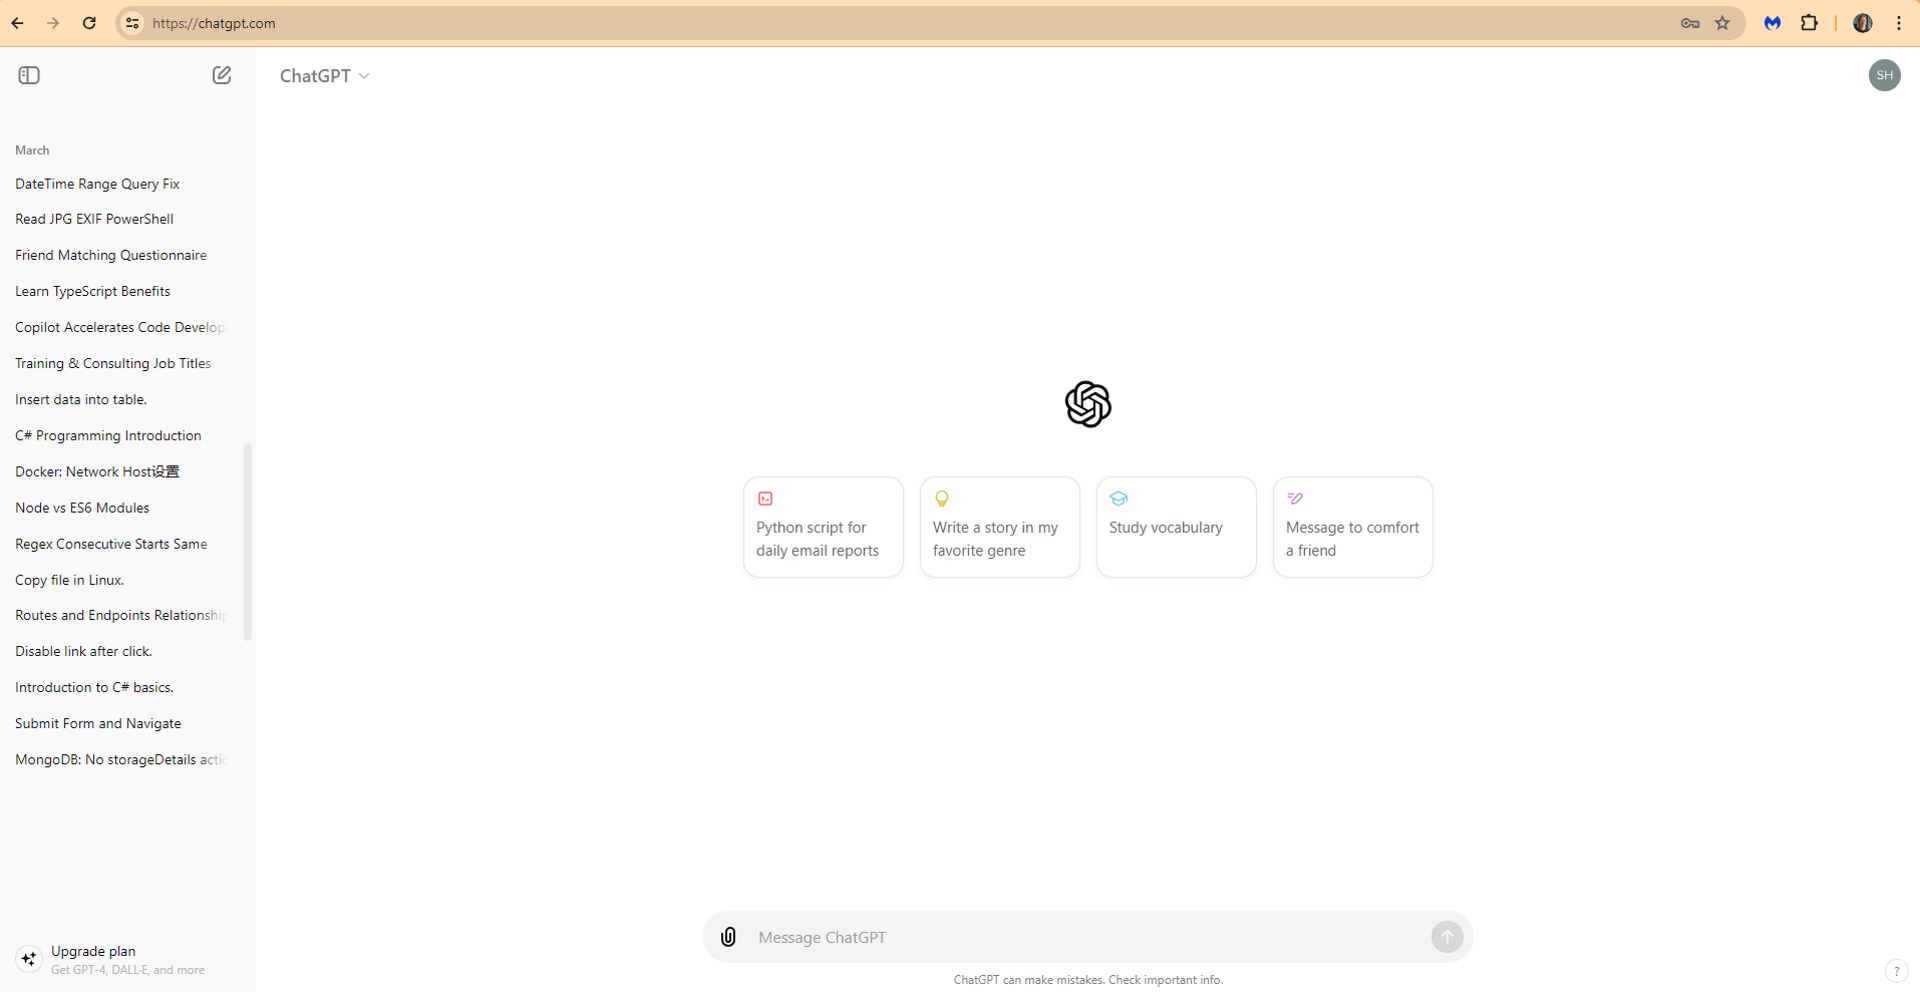 https://chatgpt.com
ChatGPT
SH
March
DateTime Range Query Fix
Read JPG EXIF PowerShell
Friend Matching Questionnaire
Learn TypeScript Benefits
Copilot Accelerates Code Develop
Training & Consulting Job Titles
Insert data into table.
C# Programming Introduction
Docker: Network Host设置
Node vs ES6 Modules
Regex Consecutive Starts Same
Copy file in Linux.
Routes and Endpoints Relationship
Disable link after click.
Introduction to C# basics.
Submit Form and Navigate
MongoDB: No storageDetails actio
Upgrade plan
Get GPT-4, DALL·E, and more
Python script for
daily email reports
Write a story in my
favorite genre
Study vocabulary
Message to comfort
a friend
Message ChatGPT
ChatGPT can make mistakes. Check important info.
?